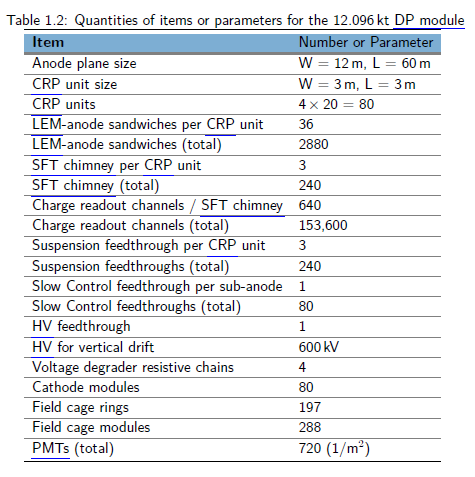 Table 1.2: Quantities of items or parameters for the 12.096 kt DP module
Item Number or Parameter
Anode plane size W = 12 m, L = 60 m
CRP unit size W = 3 m, L = 3 m
CRP units 4 × 20 = 80
LEM-anode sandwiches per CRP unit 36
LEM-anode sandwiches (total) 2880
SFT chimney per CRP unit 3
SFT chimney (total) 240
Charge readout channels / SFT chimney 640
Charge readout channels (total) 153,600
Suspension feedthrough per CRP unit 3
Suspension feedthroughs (total) 240
Slow Control feedthrough per sub-anode 1
Slow Control feedthroughs (total) 80
HV feedthrough 1
HV for vertical drift 600 kV
Voltage degrader resistive chains 4
Cathode modules 80
Field cage rings 197
Field cage modules 288
PMTs (total) 720 (1/m²)